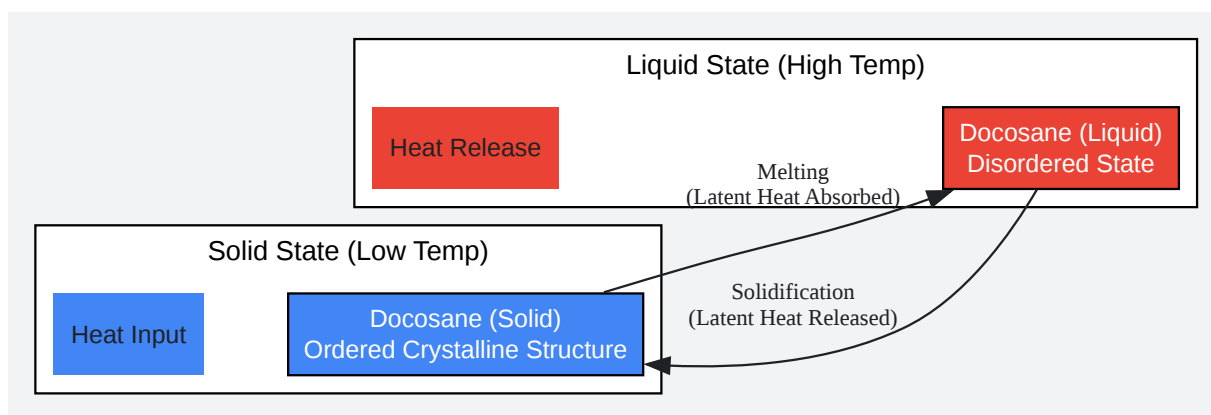 Liquid State (High Temp)
Heat Release
Docosane (Liquid)
Disordered State
Melting
(Latent Heat Absorbed)
Solid State (Low Temp)
Heat Input
Docosane (Solid)
Ordered Crystalline Structure
Solidification
(Latent Heat Released)